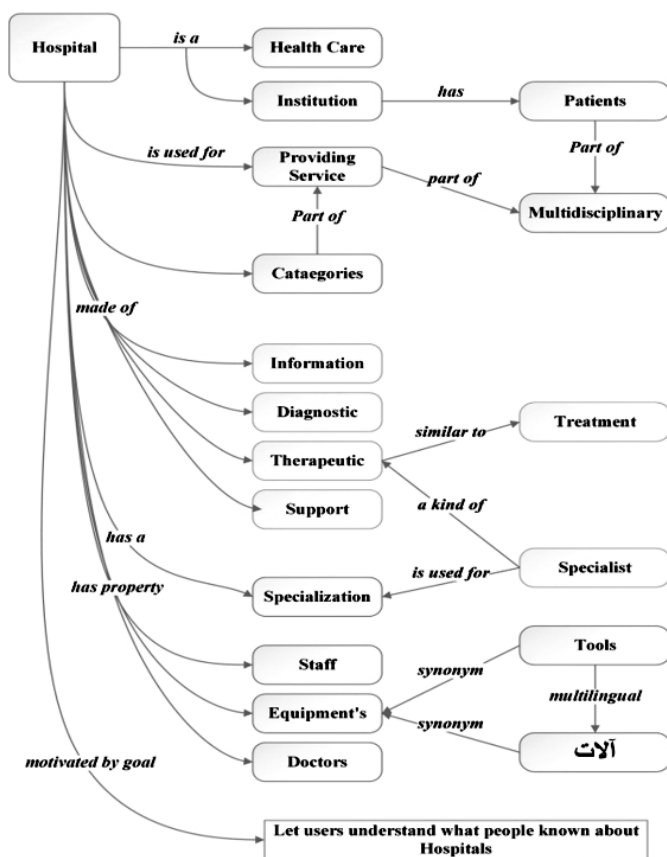 Hospital
is a
Health Care
Institution
has
Patients
is used for
Providing
Service
part of
Part of
Multidisciplinary
Part of
Cataegories
made of
Information
Diagnostic
Therapeutic
similar to
Treatment
Support
a kind of
has a
is used for
Specialist
has property
Specialization
Staff
synonym
Tools
Equipment's
synonym
multilingual
آلات
motivated by goal
Doctors
Let users understand what people known about
Hospitals